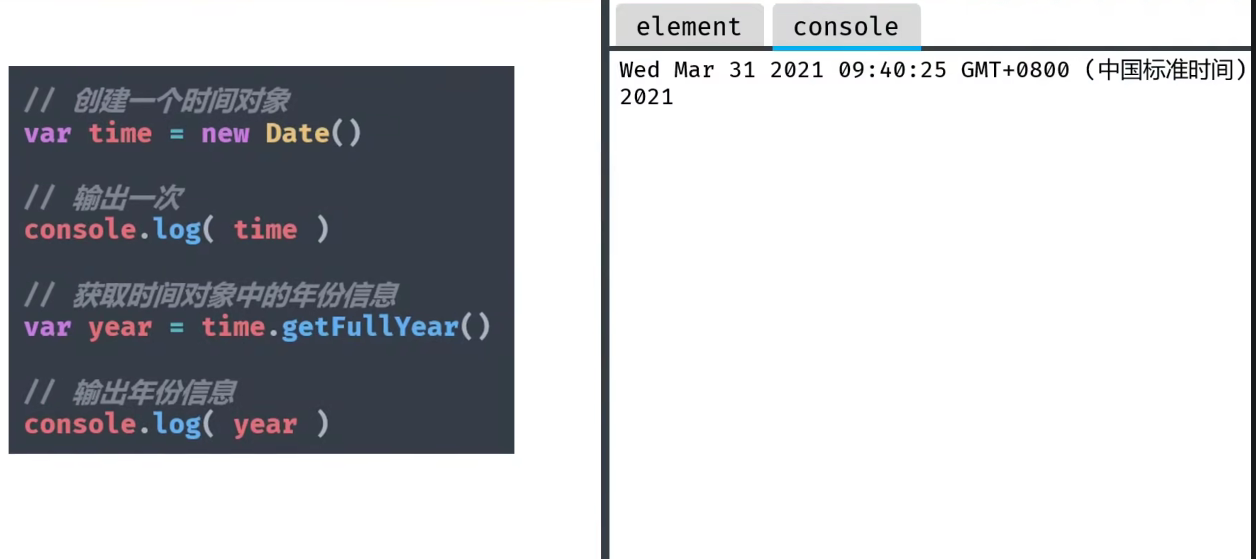 // 创建一个时间对象
var time = new Date()
// 输出一次
console.log( time )
// 获取时间对象中的年份信息
var year = time.getFullYear()
// 输出年份信息
console.log( year )
element
console
Wed Mar 31 2021 09:40:25 GMT+0800 (中国标准时间)
2021